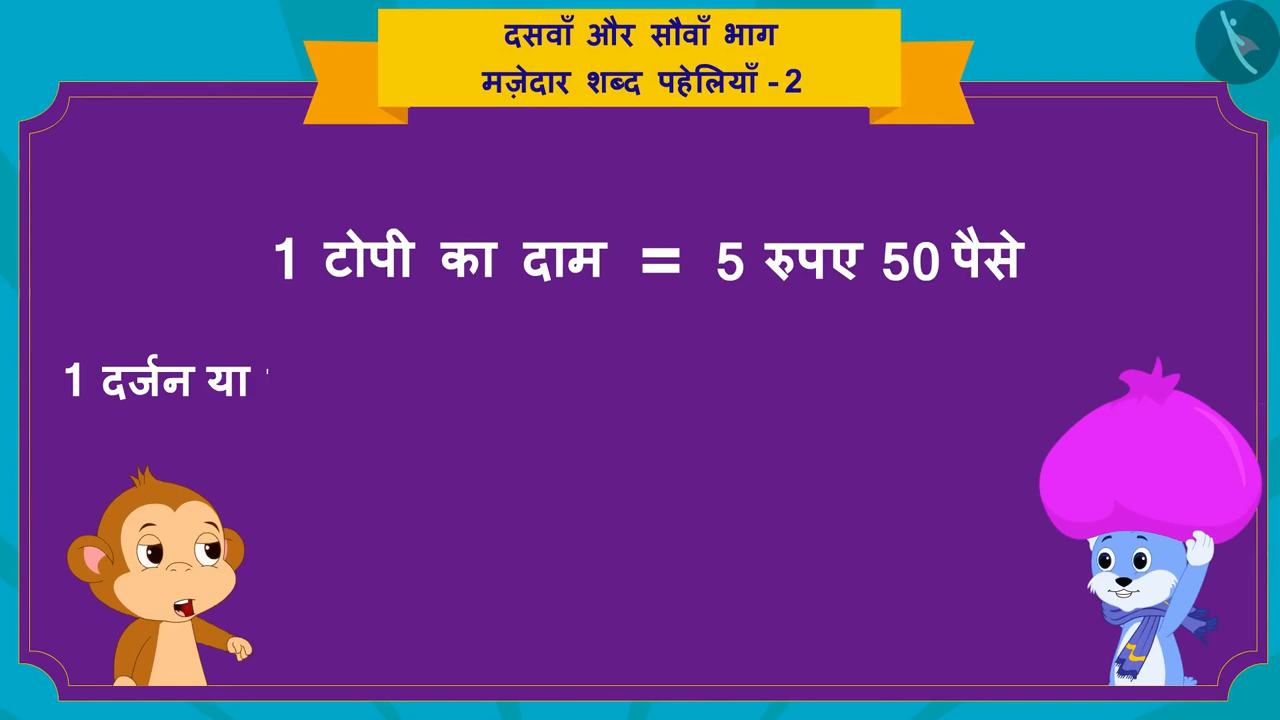 दसवाँ और सौवाँ भाग
मज़ेदार शब्द पहेलियाँ - 2
1 टोपी का दाम = 5 रुपए 50 पैसे
1 दर्जन या